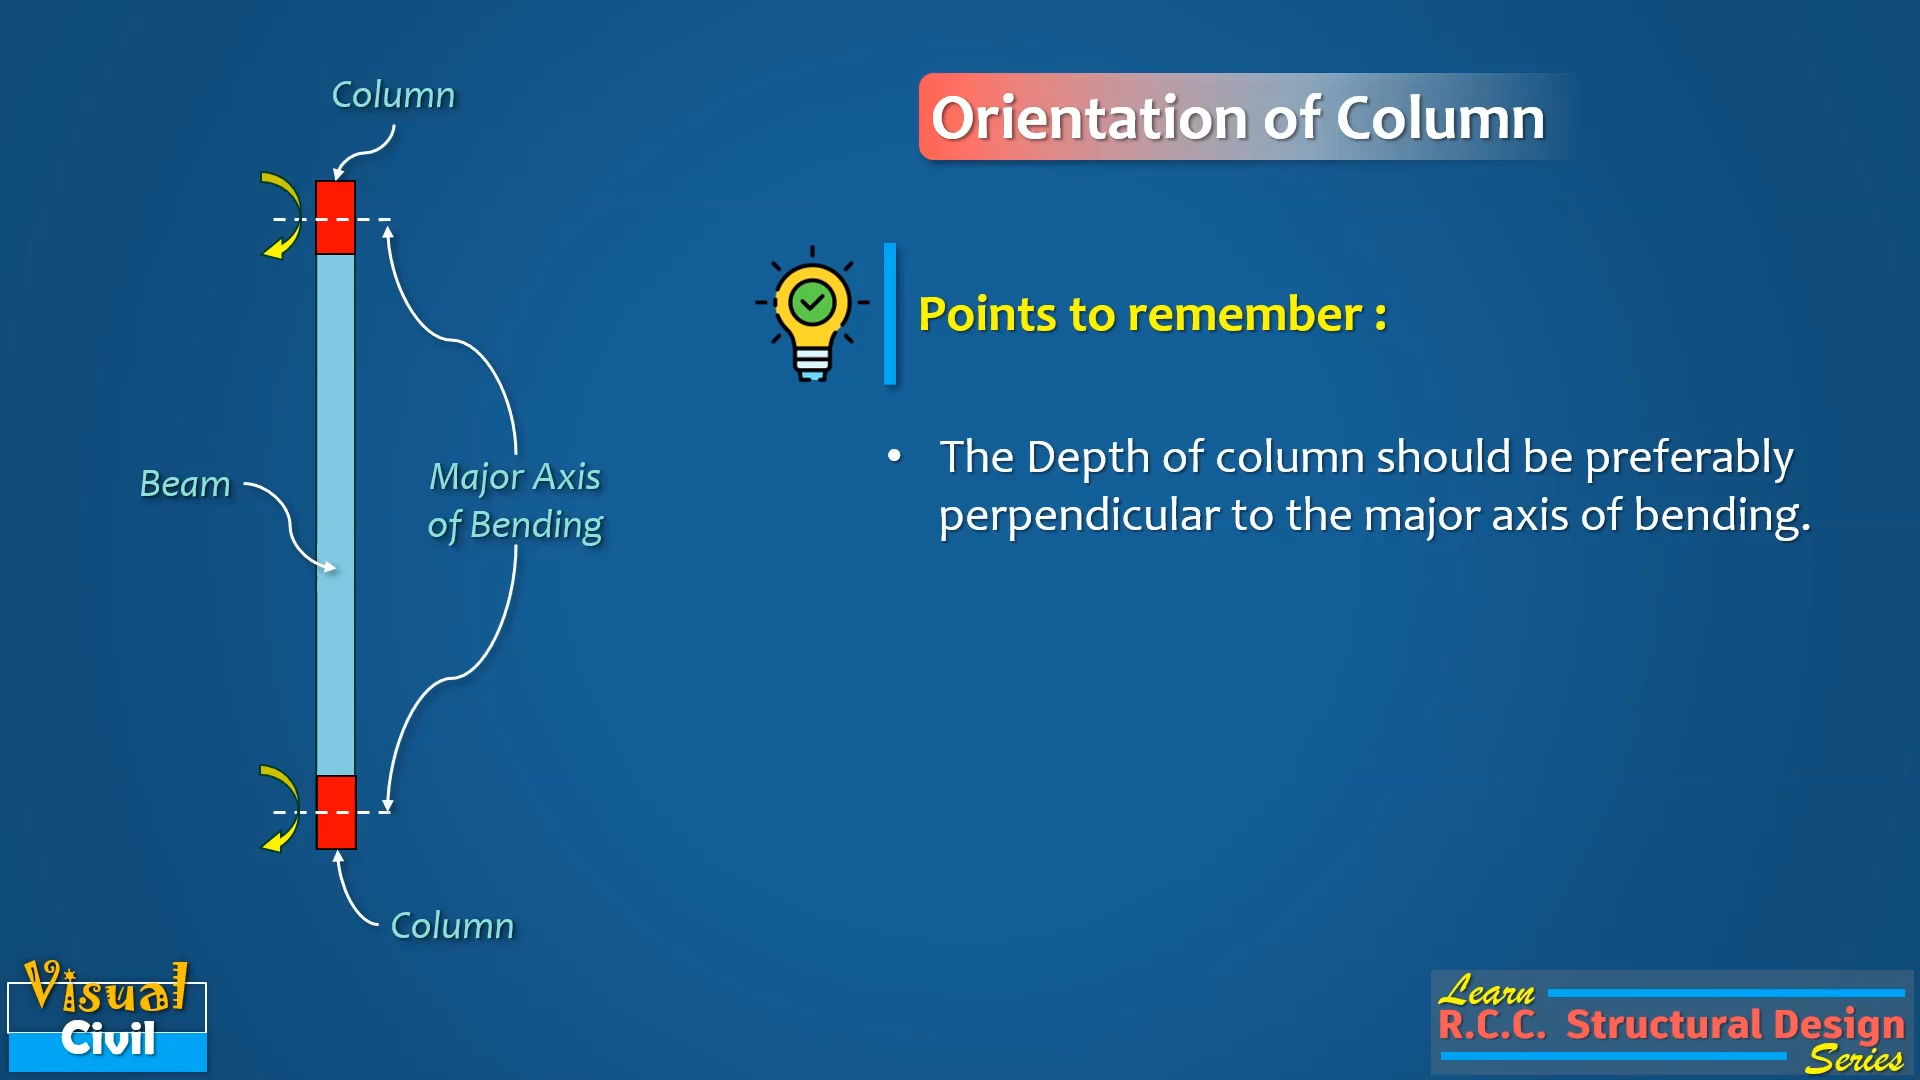 Column
Orientation of Column
Points to remember :
• The Depth of column should be preferably
perpendicular to the major axis of bending.
Beam
Major Axis
of Bending
Column
Visual
Civil
Learn
R.C.C. Structural Design
Series